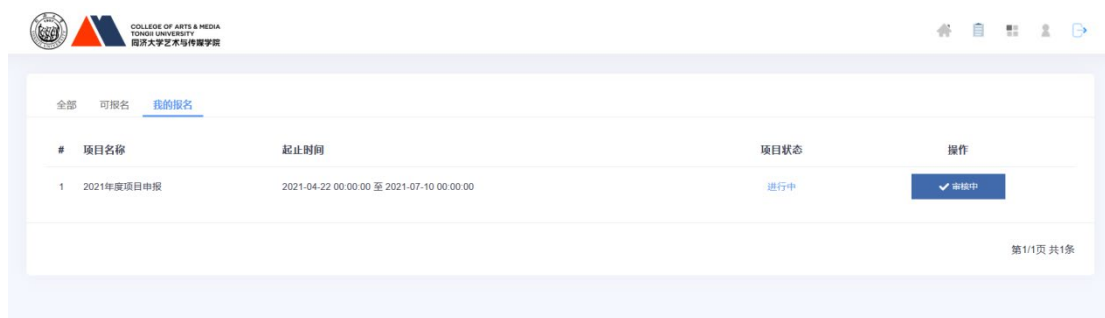 COLLEGE OF ARTS & MEDIA
TONGJI UNIVERSITY
同济大学艺术与传媒学院
全部 可报名 我的报名
# 项目名称 起止时间 项目状态 操作
1 2021年度项目申报 2021-04-22 00:00:00 至 2021-07-10 00:00:00 进行中 审核中
第1/1页 共1条